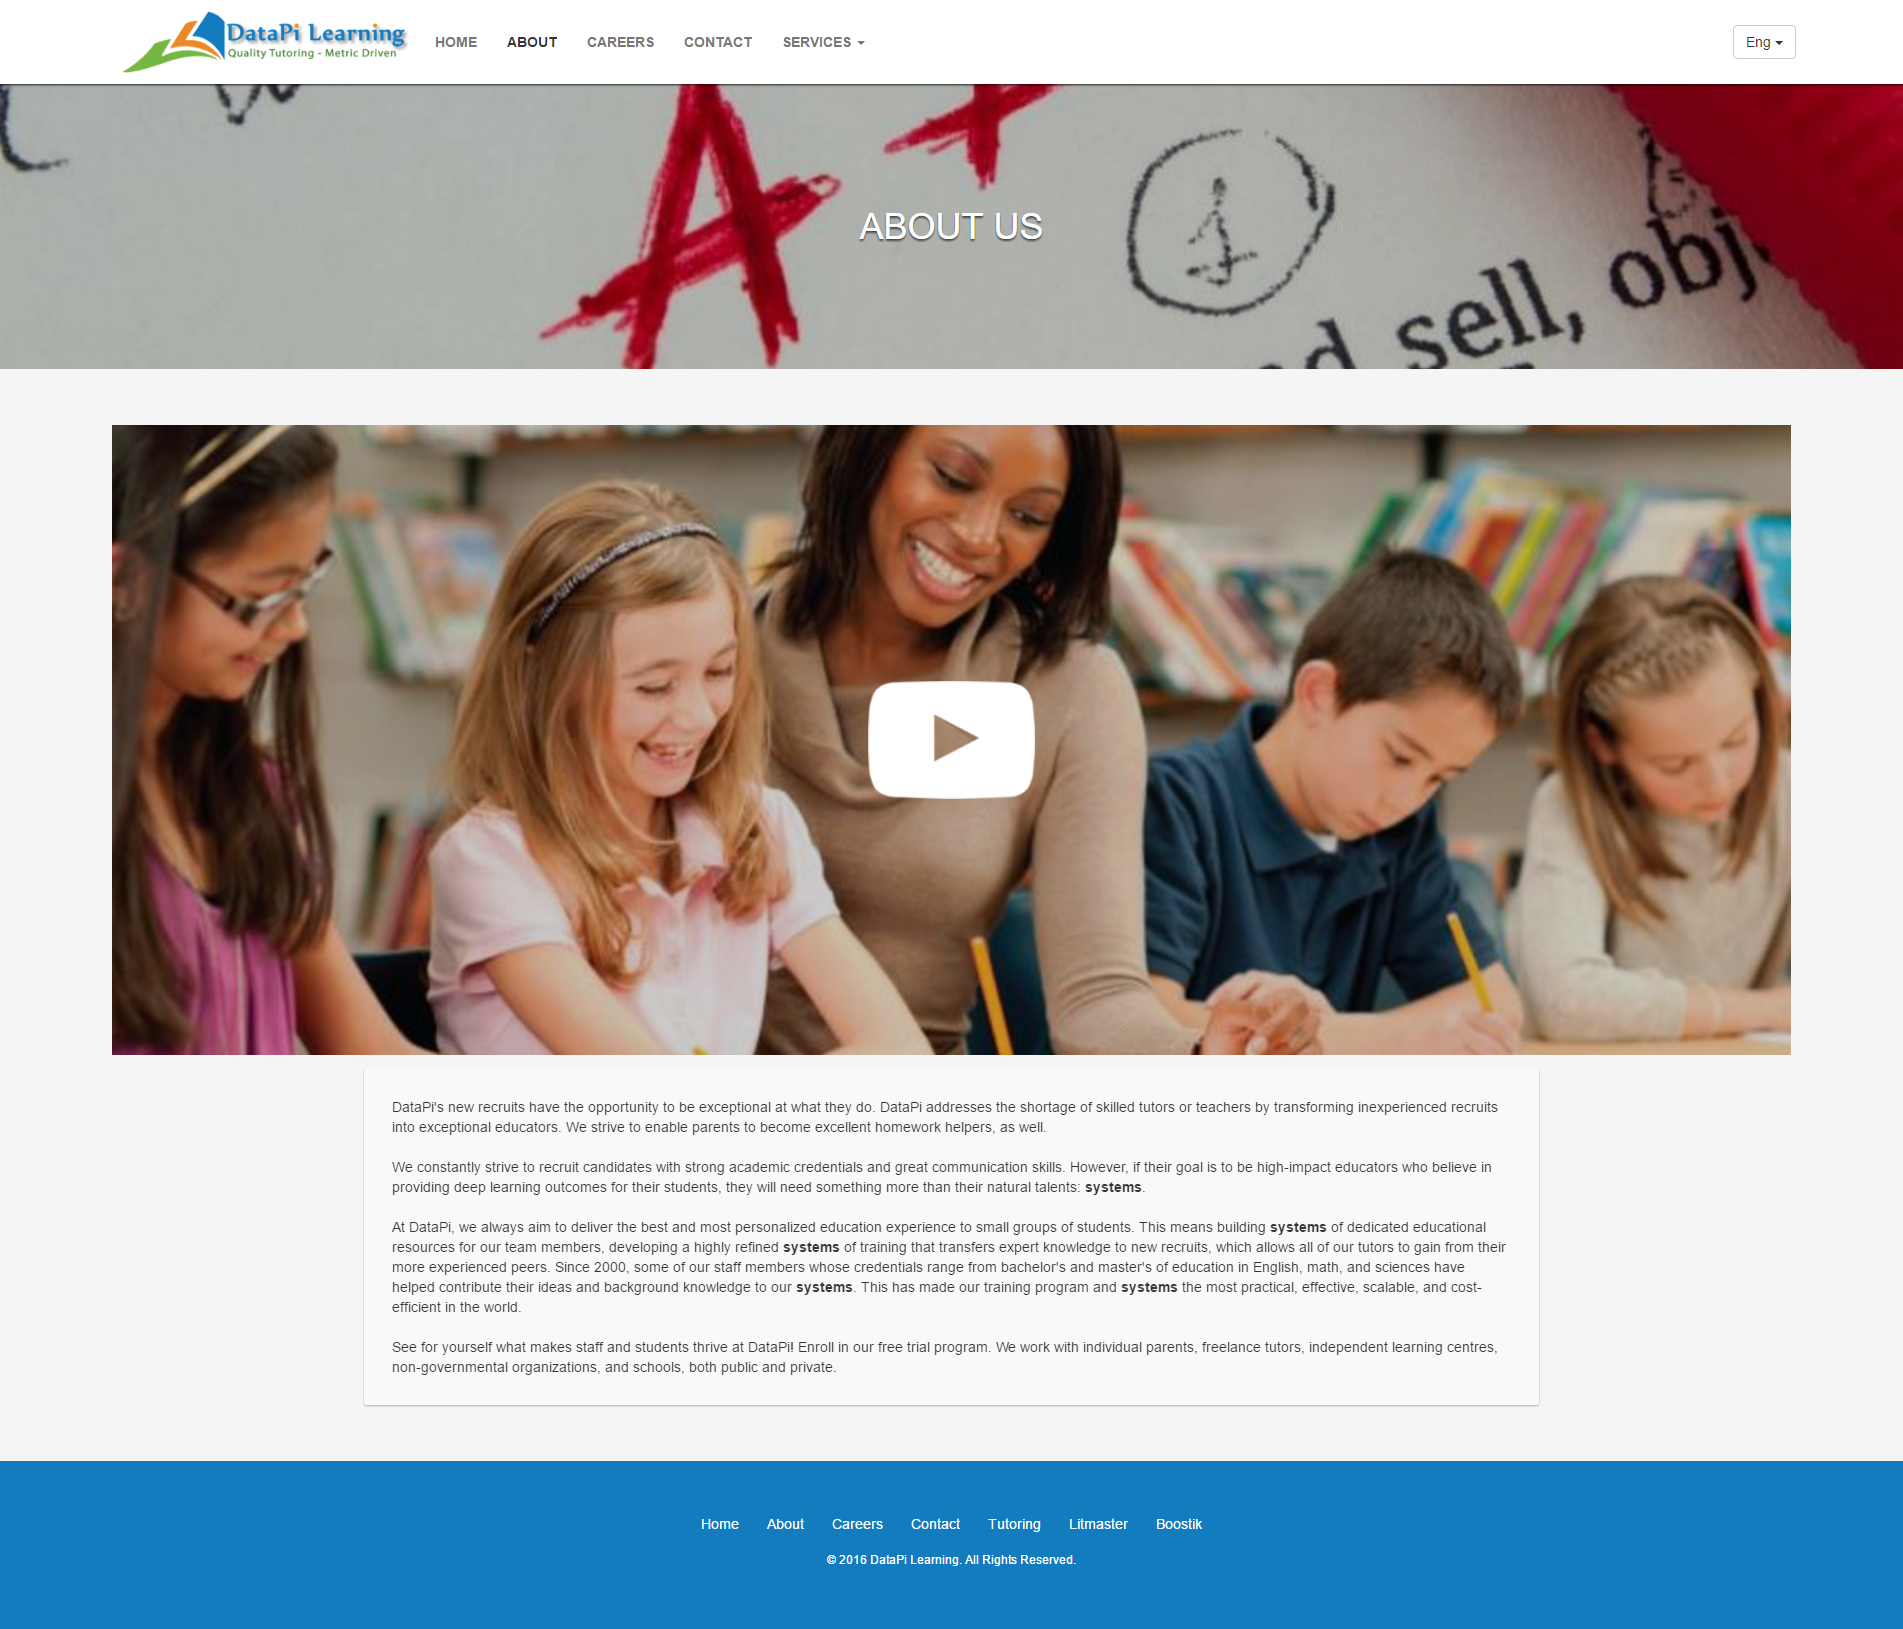 DataPi Learning
Quality Tutoring - Metric Driven
HOME ABOUT CAREERS CONTACT SERVICES
Eng
A+
1
ABOUT US
sell, obj
DataPi's new recruits have the opportunity to be exceptional at what they do. DataPi addresses the shortage of skilled tutors or teachers by transforming inexperienced recruits
into exceptional educators. We strive to enable parents to become excellent homework helpers, as well.
We constantly strive to recruit candidates with strong academic credentials and great communication skills. However, if their goal is to be high-impact educators who believe in
providing deep learning outcomes for their students, they will need something more than their natural talents: systems.
At DataPi, we always aim to deliver the best and most personalized education experience to small groups of students. This means building systems of dedicated educational
resources for our team members, developing a highly refined systems of training that transfers expert knowledge to new recruits, which allows all of our tutors to gain from their
more experienced peers. Since 2000, some of our staff members whose credentials range from bachelor's and master's of education in English, math, and sciences have
helped contribute their ideas and background knowledge to our systems. This has made our training program and systems the most practical, effective, scalable, and cost-
efficient in the world.
See for yourself what makes staff and students thrive at DataPi! Enroll in our free trial program. We work with individual parents, freelance tutors, independent learning centres,
non-governmental organizations, and schools, both public and private.
Home About Careers Contact Tutoring Litmaster Boostik
© 2016 DataPi Learning. All Rights Reserved.